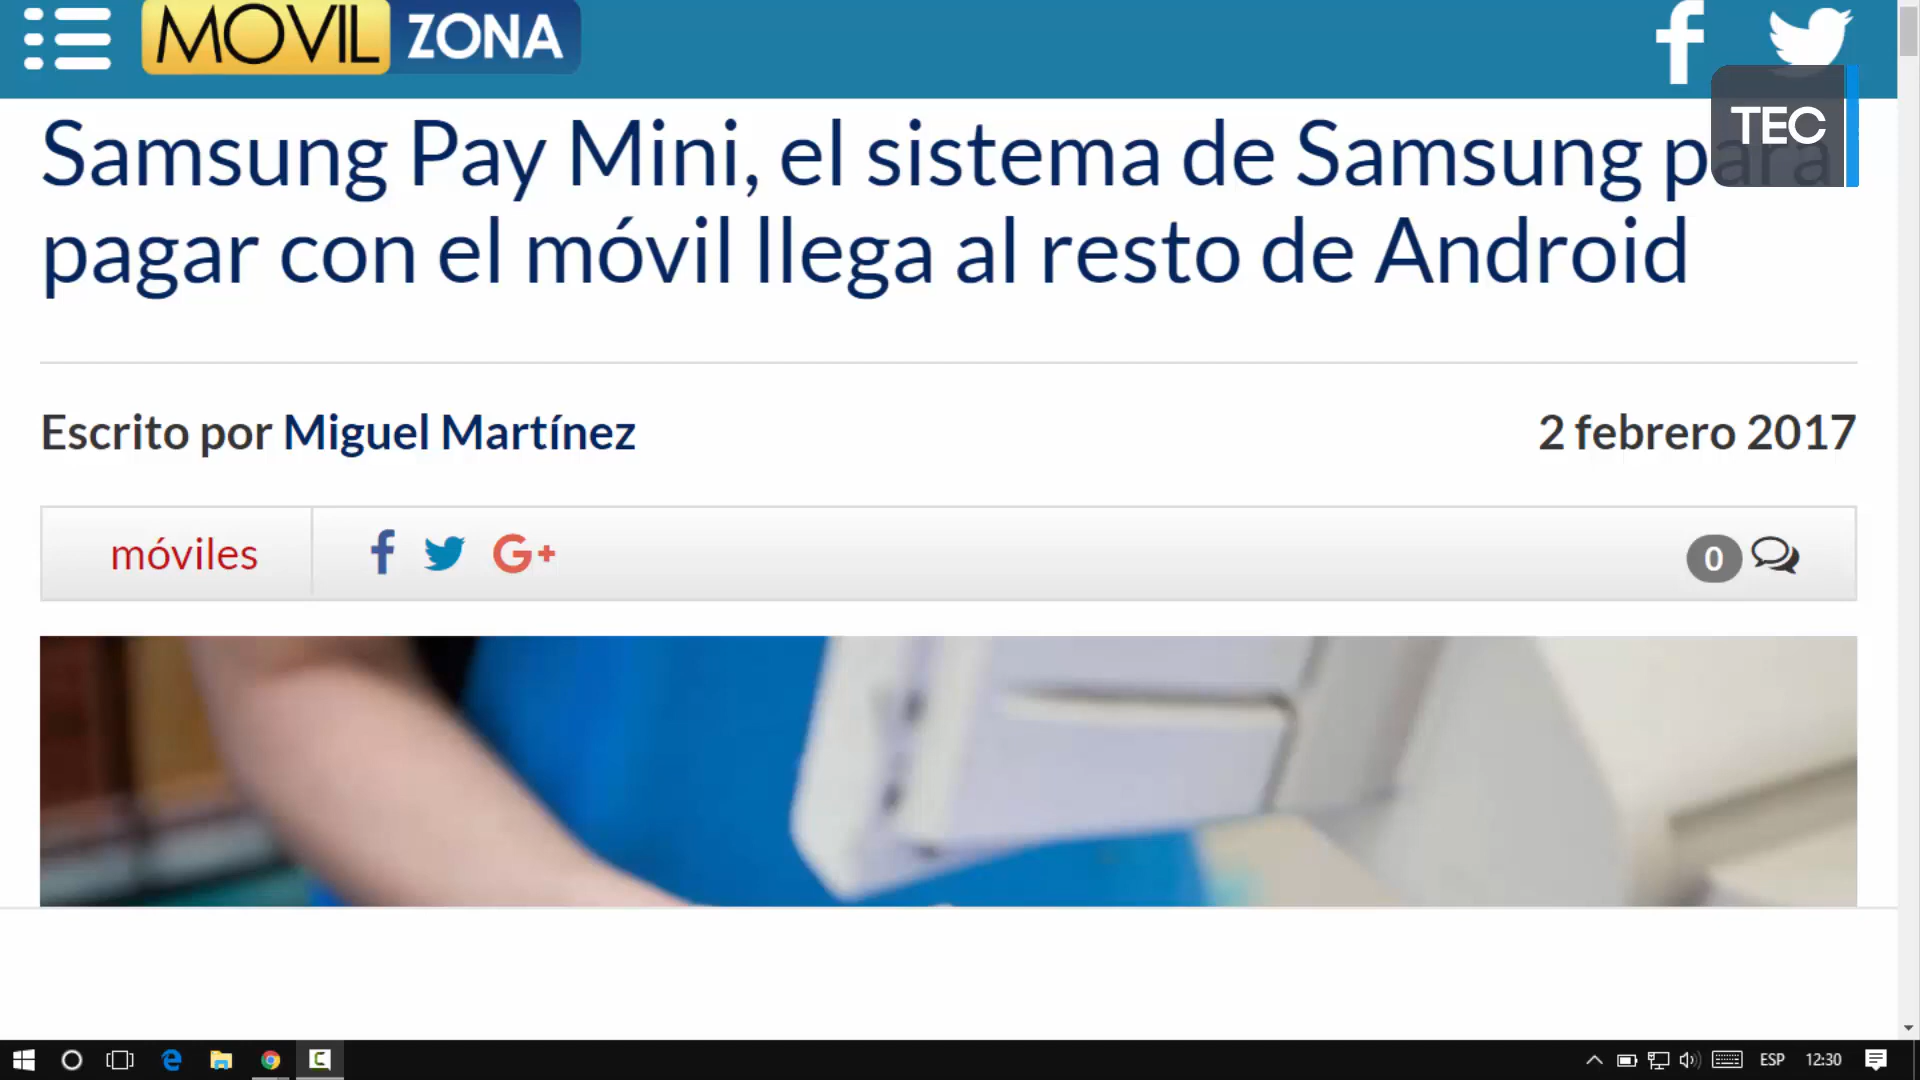 MOVIL ZONA
TEC
Samsung Pay Mini, el sistema de Samsung para
pagar con el móvil llega al resto de Android
Escrito por Miguel Martínez
2 febrero 2017
móviles
0
ESP
12:30